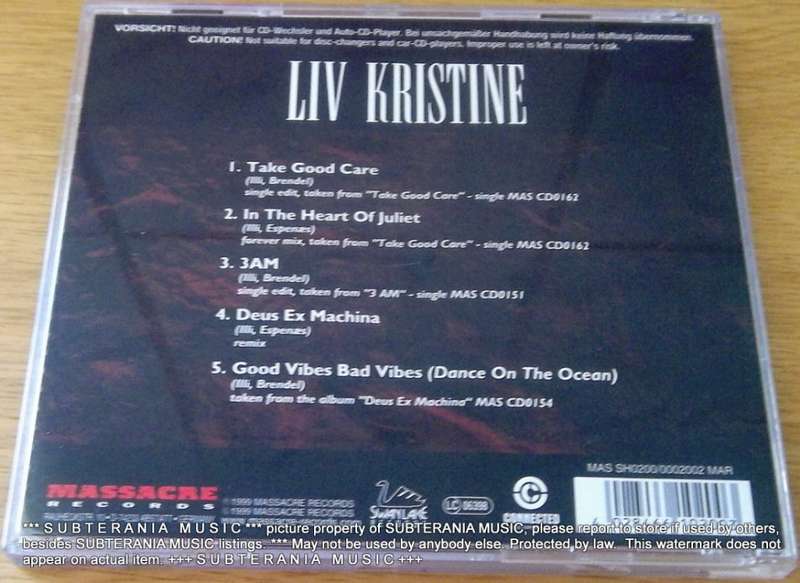 VORSICHT! Nicht geeignet für CD-Wechsler und Auto-CD-Player. Bei unsachgemäßer Handhabung wird keine Haftung übernommen.
CAUTION! Not suitable for disc-changers and car-CD-players. Improper use is left at owner's risk.
LIV KRISTINE
1. Take Good Care
(Illi, Brendel)
single edit, taken from "Take Good Care" - single MAS CD0162
2. In The Heart Of Juliet
(Illi, Espenæs)
forever mix, taken from "Take Good Care" - single MAS CD0162
3. 3AM
(Illi, Brendel)
single edit, taken from "3 AM" - single MAS CD0151
4. Deus Ex Machina
(Illi, Espenæs)
remix
5. Good Vibes Bad Vibes (Dance On The Ocean)
(Illi, Brendel)
taken from the album "Deus Ex Machina" MAS CD0154
MAS SH0200/0002002 MAR
MASSACRE
RECORDS
℗ 1999 MASSACRE RECORDS
© 1999 MASSACRE RECORDS
SWANLAKE
LC 06398
CONNECTED
*** S U B T E R A N I A M U S I C *** picture property of SUBTERANIA MUSIC, please report to store if used by others,
besides SUBTERANIA MUSIC listings. *** May not be used by anybody else. Protected by law. This watermark does not
appear on actual item. +++ S U B T E R A N I A M U S I C +++